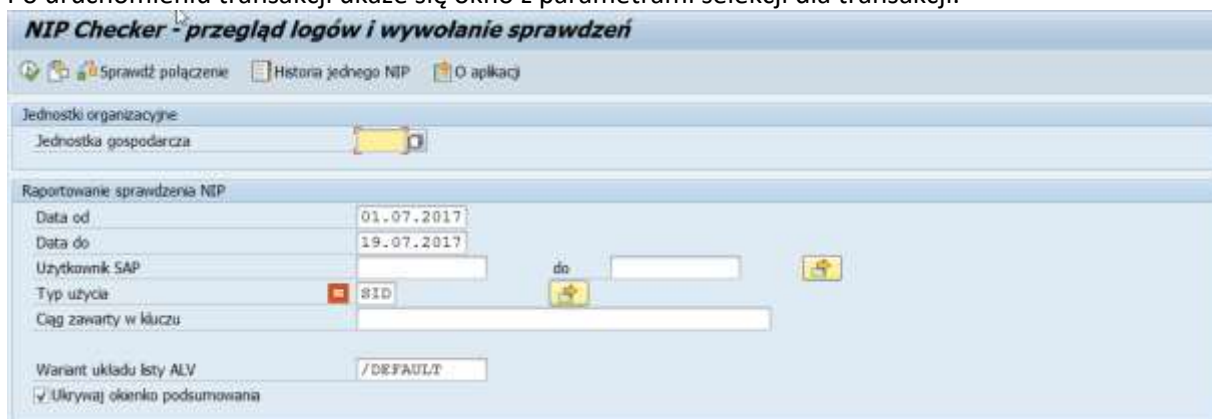 Po uruchomieniu transakcji ukaże się okno z parametrami selekcji dla transakcji:
NIP Checker - przegląd logów i wywołanie sprawdzeń
Sprawdź połączenie Historia jednego NIP O aplikacji
Jednostki organizacyjne
Jednostka gospodarcza
Raportowanie sprawdzenia NIP
Data od 01.07.2017
Data do 19.07.2017
Użytkownik SAP do
Typ użycia SID
Ciąg zawarty w kluczu
Wariant układu listy ALV /DEFAULT
Ukrywaj okienko podsumowania